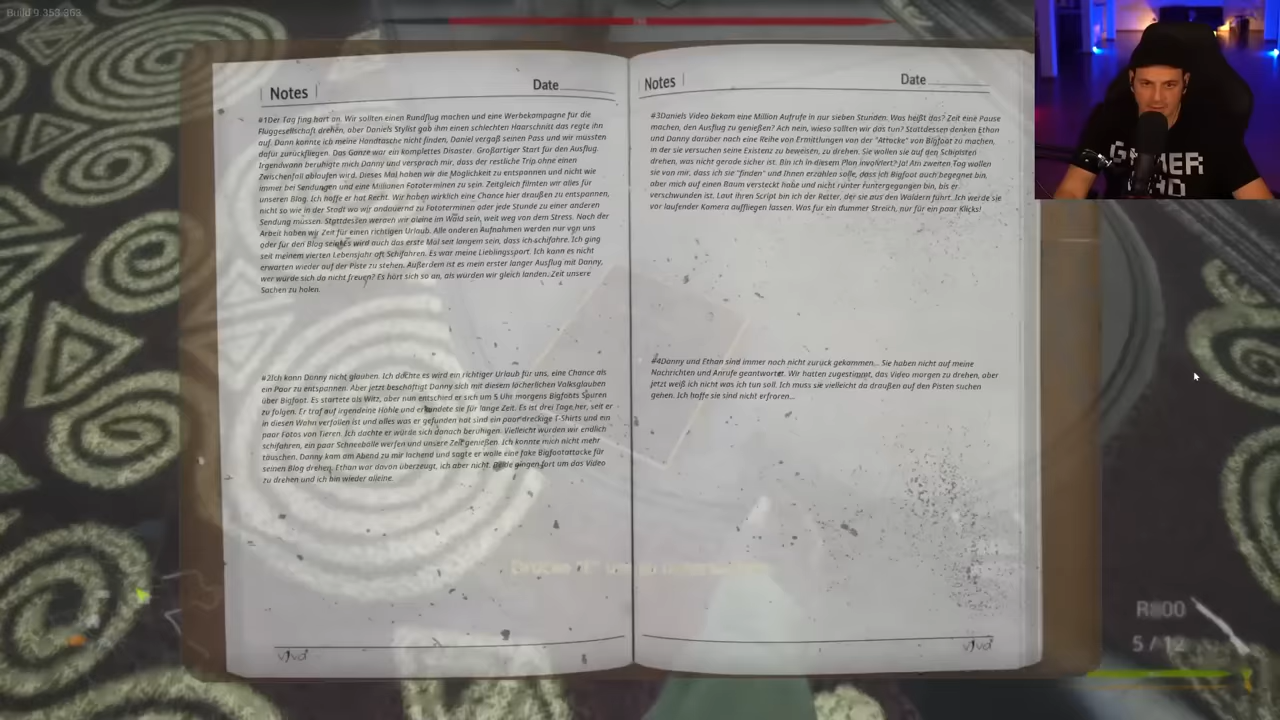 Build 9.353.363
Notes
Date
#1Der Tag fing hart an. Wir sollten einen Rundflug machen und eine Werbekampagne für die
Fluggesellschaft drehen, aber Daniels Stylist gab ihm einen schlechten Haarschnitt das regte ihn
auf. Dann konnte ich meine Handtasche nicht finden, Daniel vergaß seinen Pass und wir mussten
dafür zurückfliegen. Das Ganze war ein komplettes Disaster. Großartiger Start für den Ausflug.
Irgendwann beruhigte mich Danny und versprach mir, dass der restliche Trip ohne einen
Zwischenfall ablaufen wird. Dieses Mal haben wir die Möglichkeit zu entspannen und nicht wie
immer bei Sendungen und eine Millionen Fototerminen zu sein. Zeitgleich filmten wir alles für
unseren Blog. Ich hoffe er hat Recht. Wir haben wirklich eine Chance hier draußen zu entspannen,
nicht so wie in der Stadt wo wir andauernd zu Fototerminen oder jede Stunde zu einer anderen
Sendung müssen. Stattdessen werden wir alleine im Wald sein, weit weg von dem Stress. Nach der
Arbeit haben wir Zeit für einen richtigen Urlaub. Alle anderen Aufnahmen werden nur von uns
oder für den Blog sein. Es wird auch das erste Mal seit langem sein, dass ich schifahre. Ich ging
seit meinem vierten Lebensjahr oft Schifahren. Es war meine Lieblingssport. Ich kann es nicht
erwarten wieder auf der Piste zu stehen. Außerdem ist es mein erster langer Ausflug mit Danny,
wer würde sich da nicht freuen? Es hört sich so an, als würden wir gleich landen. Zeit unsere
Sachen zu holen.
#2Ich kann Danny nicht glauben. Ich dachte es wird ein richtiger Urlaub für uns, eine Chance als
ein Paar zu entspannen. Aber jetzt beschäftigt Danny sich mit diesem lächerlichen Volksglauben
über Bigfoot. Es startete als Witz, aber nun entschied er sich um 5 Uhr morgens Bigfoots Spuren
zu folgen. Er traf auf irgendeine Höhle und erkundete sie für lange Zeit. Es ist drei Tage her, seit er
in diesen Wahn verfallen ist und alles was er gefunden hat sind ein paar dreckige T-Shirts und ein
paar Fotos von Tieren. Ich dachte er würde sich danach beruhigen. Vielleicht würden wir endlich
schifahren, ein paar Schneebälle werfen und unsere Zeit genießen. Ich konnte mich nicht mehr
täuschen. Danny kam am Abend zu mir lachend und sagte er wolle eine fake Bigfootattacke für
seinen Blog drehen. Ethan war davon überzeugt, ich aber nicht. Beide gingen fort um das Video
zu drehen und ich bin wieder alleine.
Notes
Date
#3Daniels Video bekam eine Million Aufrufe in nur sieben Stunden. Was heißt das? Zeit eine Pause
machen, den Ausflug zu genießen? Ach nein, wieso sollten wir das tun? Stattdessen denken Ethan
und Danny darüber nach eine Reihe von Ermittlungen von der "Attacke" von Bigfoot zu machen,
in der sie versuchen seine Existenz zu beweisen, zu drehen. Sie wollen sie auf den Schipisten
drehen, was nicht gerade sicher ist. Bin ich in diesem Plan involviert? Ja! Am zweiten Tag wollen
sie von mir, dass ich sie "finden" und Ihnen erzählen solle, dass ich Bigfoot auch begegnet bin,
aber mich auf einen Baum versteckt habe und nicht runter runtergegangen bin, bis er
verschwunden ist. Laut ihren Script bin ich der Retter, der sie aus den Wäldern führt. Ich werde sie
vor laufender Kamera auffliegen lassen. Was für ein dummer Streich, nur für ein paar Klicks!
#4Danny und Ethan sind immer noch nicht zurück gekommen... Sie haben nicht auf meine
Nachrichten und Anrufe geantwortet. Wir hatten zugestimmt, das Video morgen zu drehen, aber
jetzt weiß ich nicht was ich tun soll. Ich muss sie vielleicht da draußen auf den Pisten suchen
gehen. Ich hoffe sie sind nicht erfroren...
R800
5/12